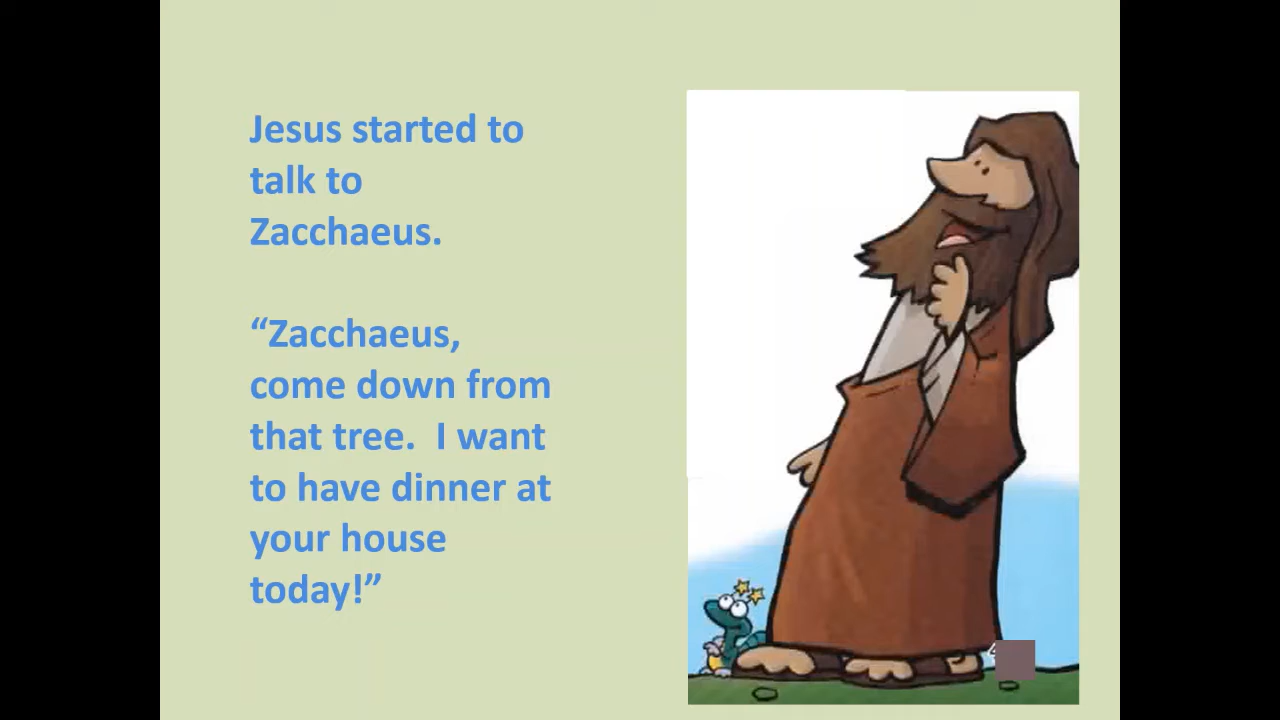 Jesus started to
talk to
Zacchaeus.
“Zacchaeus,
come down from
that tree.  I want
to have dinner at
your house
today!”